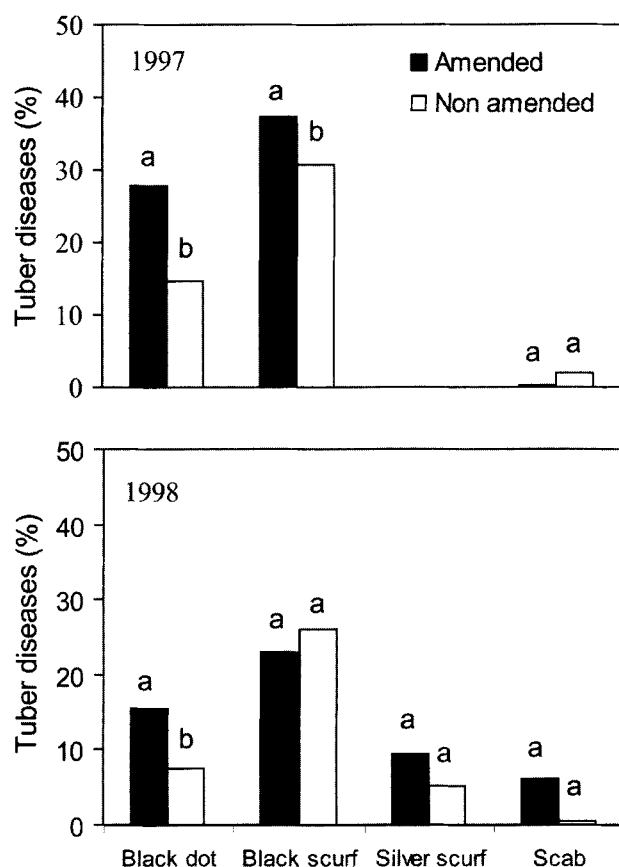 50
1997
Amended
Non amended
Tuber diseases (%)
40
30
20
10
0
a
b
a
b
a
a
50
1998
Tuber diseases (%)
40
30
20
10
0
a
b
a
a
a
a
a
a
Black dot Black scurf Silver scurf Scab